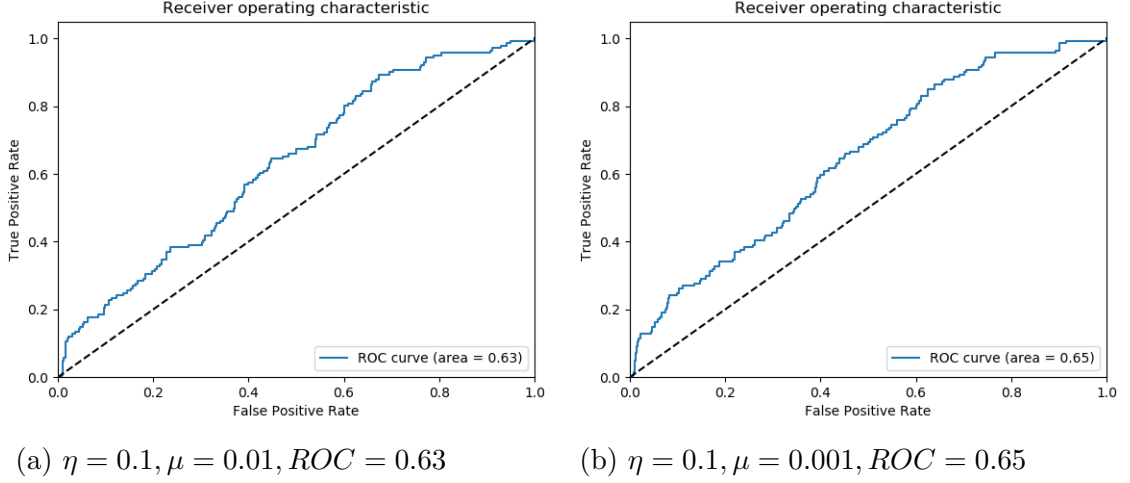 Receiver operating characteristic
1.0
0.8
0.6
0.4
0.2
0.0
0.0 0.2 0.4 0.6 0.8 1.0
True Positive Rate
False Positive Rate
ROC curve (area = 0.63)
(a) η = 0.1, μ = 0.01, ROC = 0.63
Receiver operating characteristic
1.0
0.8
0.6
0.4
0.2
0.0
0.0 0.2 0.4 0.6 0.8 1.0
True Positive Rate
False Positive Rate
ROC curve (area = 0.65)
(b) η = 0.1, μ = 0.001, ROC = 0.65